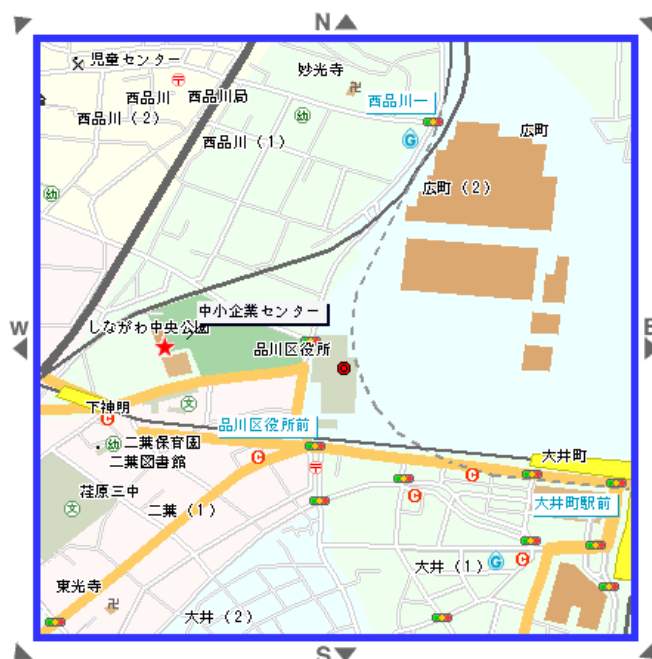 N
児童センター
妙光寺
西品川
西品川局
西品川一
西品川（2）
西品川（1）
広町
広町（2）
幼
幼
G
W
E
中小企業センター
しながわ中央公園
品川区役所
下神明
文
C
品川区役所前
幼
二葉保育園
二葉図書館
C
大井町
荏原三中
文
二葉（1）
C
C
大井町駅前
東光寺
大井（1）
G
C
大井（2）
S